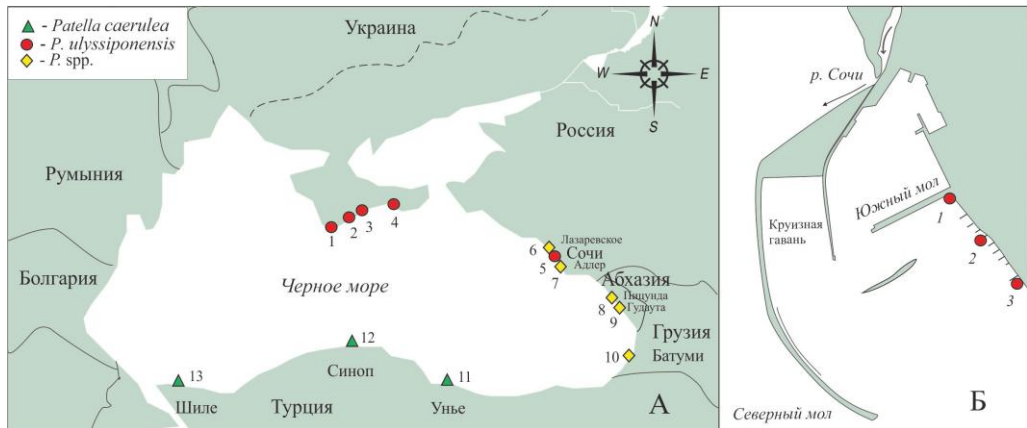 - Patella caerulea
- P. ulyssiponensis
- P. spp.
Украина
N
W
E
S
Россия
Румыния
1
2
3
4
Лазаревское
6
Сочи
5
Адлер
7
Болгария
Черное море
Абхазия
Пицунда
8
Гудаута
9
Грузия
10
Батуми
12
Синоп
13
11
Шиле
Турция
Унье
А
р. Сочи
Южный мол
Круизная
гавань
1
2
3
Северный мол
Б